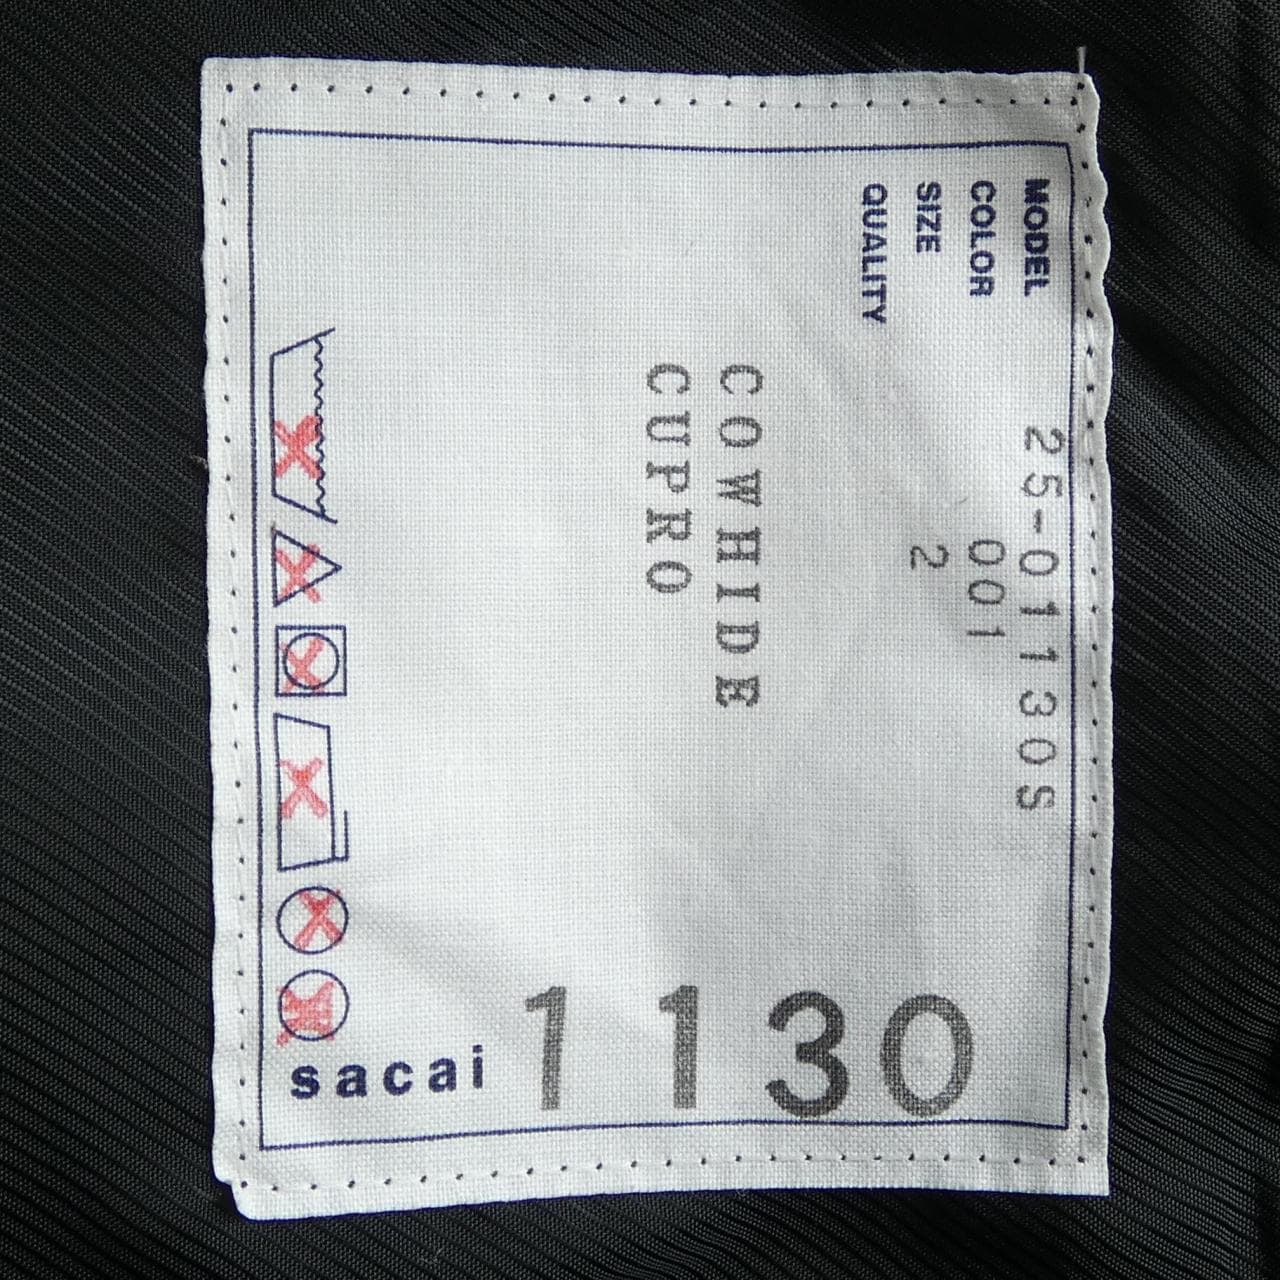 MODEL 25-01130S
COLOR 001
SIZE 2
QUALITY
COWHIDE
CUPRO
sacai
1130